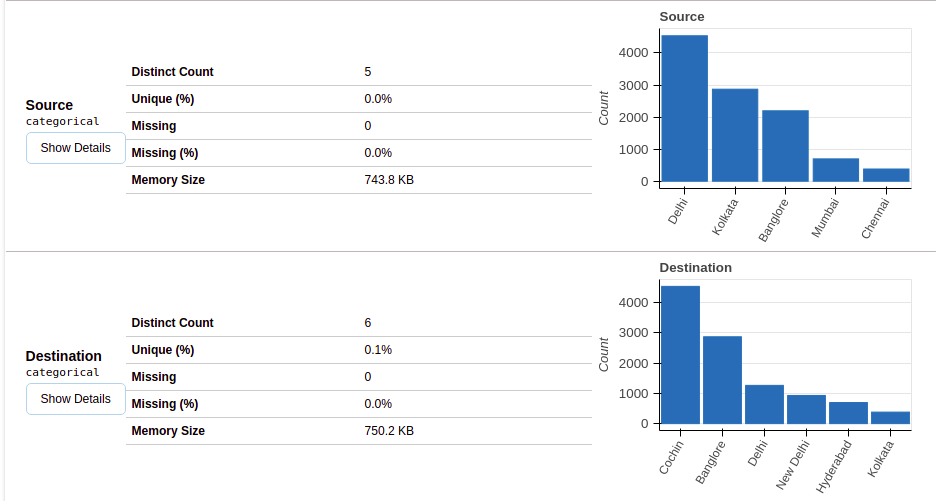 Source
categorical
Show Details
Distinct Count 5
Unique (%) 0.0%
Missing 0
Missing (%) 0.0%
Memory Size 743.8 KB
Source
Count
4000
3000
2000
1000
0
Delhi Kolkata Banglore Mumbai Chennai
Destination
categorical
Show Details
Distinct Count 6
Unique (%) 0.1%
Missing 0
Missing (%) 0.0%
Memory Size 750.2 KB
Destination
Count
4000
3000
2000
1000
0
Cochin Banglore Delhi New Delhi Hyderabad Kolkata